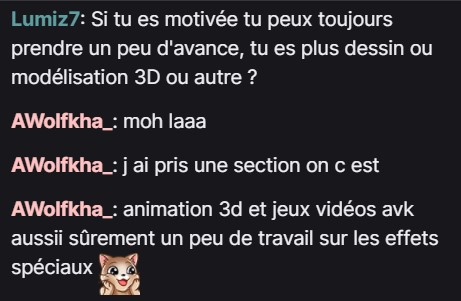 Lumiz7: Si tu es motivée tu peux toujours
prendre un peu d'avance, tu es plus dessin ou
modélisation 3D ou autre ?
AWolfkha_: moh laaa
AWolfkha_: j ai pris une section on c est
AWolfkha_: animation 3d et jeux vidéos avk
aussii sûrement un peu de travail sur les effets
spéciaux